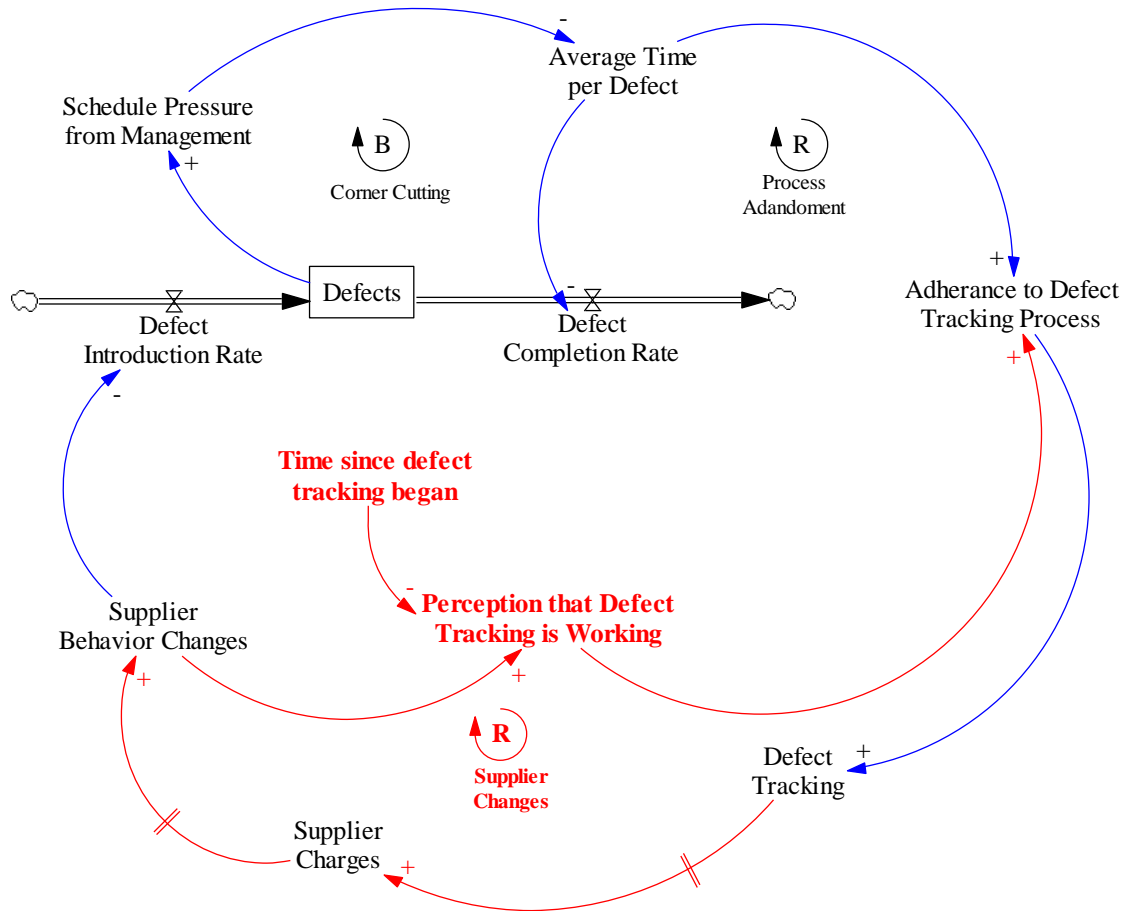 -
Average Time
per Defect
Schedule Pressure
from Management
+
B
Corner Cutting
R
Process
Adandoment
Defects
-
+
Adherance to Defect
Tracking Process
+
Defect
Introduction Rate
-
Defect
Completion Rate
Time since defect
tracking began
-
Perception that Defect
Tracking is Working
+
Supplier
Behavior Changes
+
R
Supplier
Changes
Defect
Tracking
+
Supplier
Charges
+